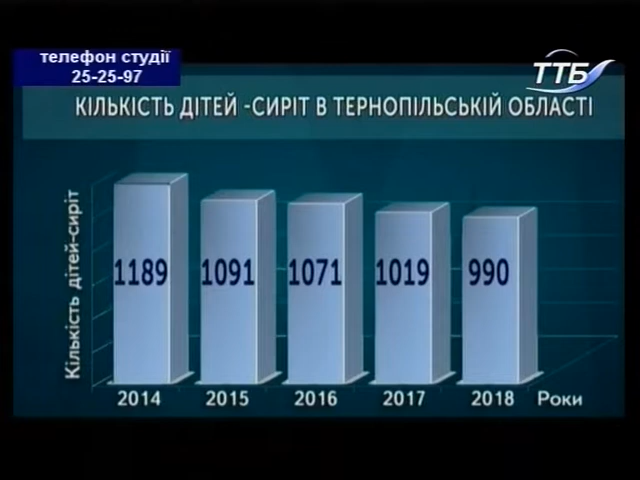 телефон студії
25-25-97
ТТБ
КІЛЬКІСТЬ ДІТЕЙ -СИРІТ В ТЕРНОПІЛЬСЬКІЙ ОБЛАСТІ
Кількість дітей-сиріт
1189 1091 1071 1019 990
2014 2015 2016 2017 2018 Роки